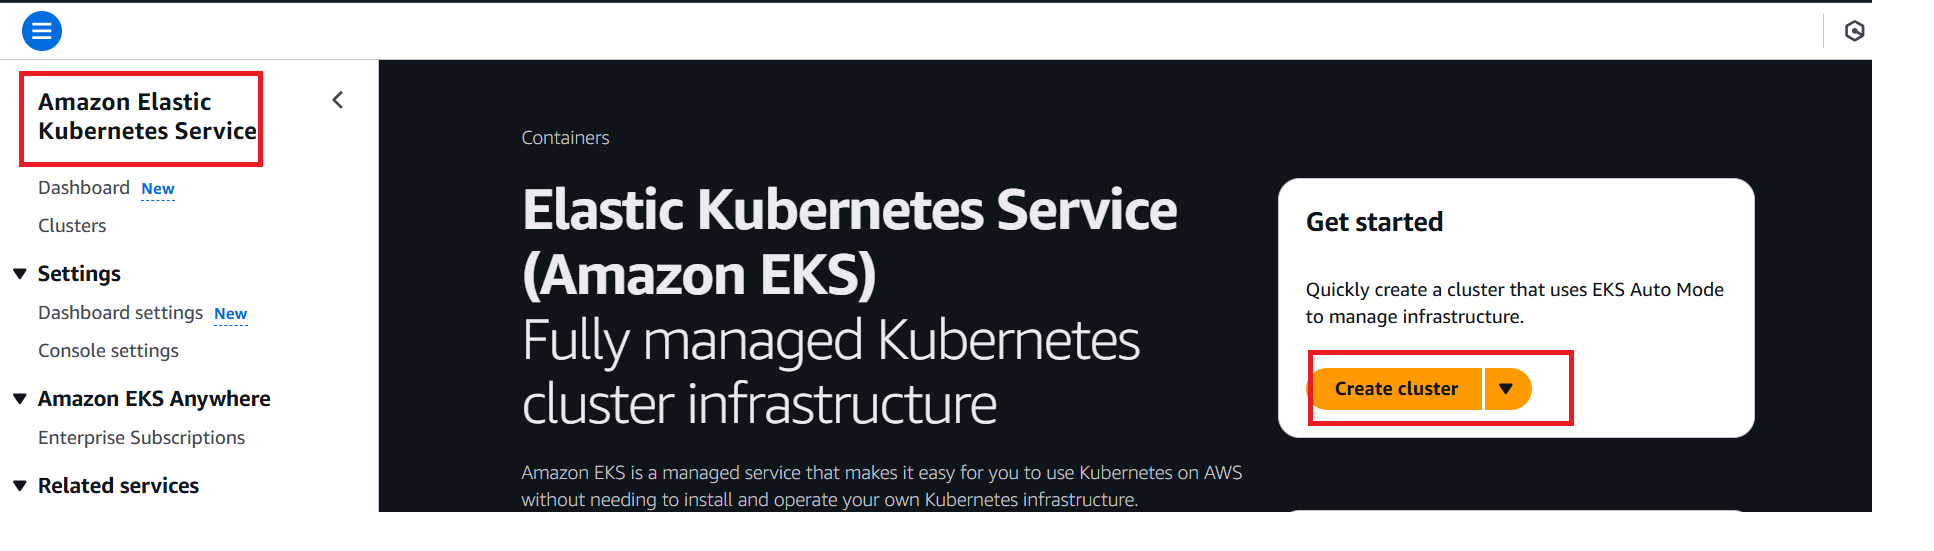 Amazon Elastic
Kubernetes Service
Dashboard New
Clusters
Settings
Dashboard settings New
Console settings
Amazon EKS Anywhere
Enterprise Subscriptions
Related services
Containers
Elastic Kubernetes Service
(Amazon EKS)
Fully managed Kubernetes
cluster infrastructure
Amazon EKS is a managed service that makes it easy for you to use Kubernetes on AWS
without needing to install and operate your own Kubernetes infrastructure.
Get started
Quickly create a cluster that uses EKS Auto Mode
to manage infrastructure.
Create cluster